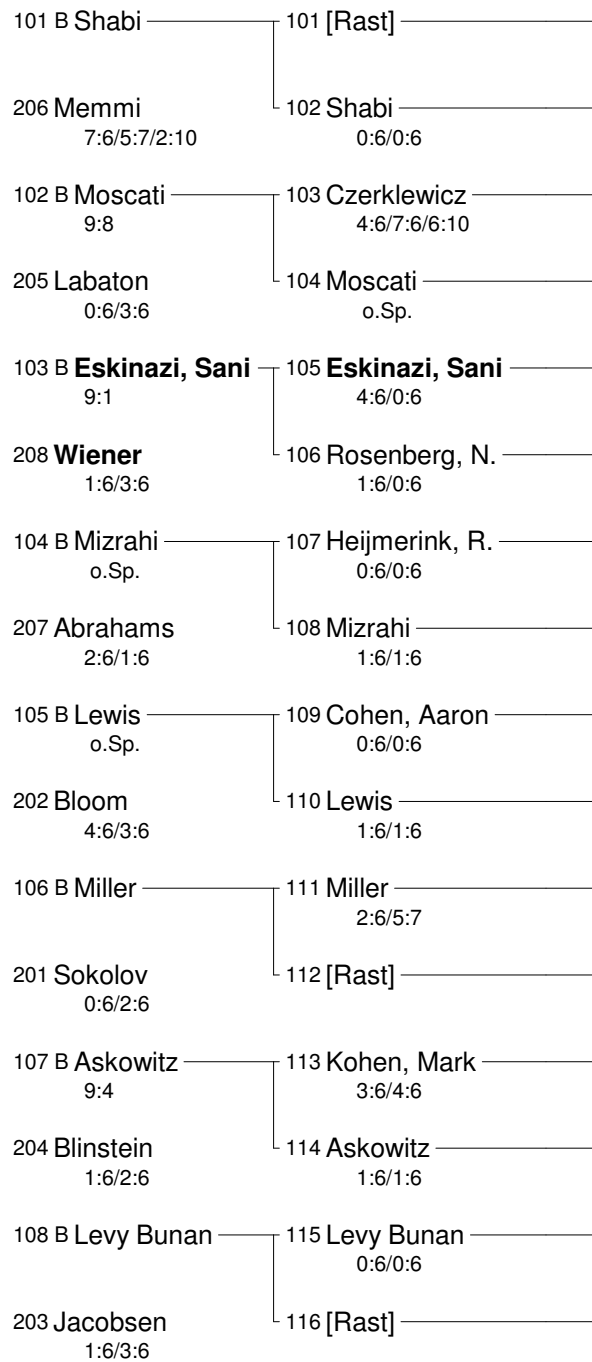 101 B Shabi 101 [Rast]
206 Memmi 102 Shabi
7:6/5:7/2:10 0:6/0:6
102 B Moscati 103 Czerklewicz
9:8 4:6/7:6/6:10
205 Labaton 104 Moscati
0:6/3:6 o.Sp.
103 B Eskinazi, Sani 105 Eskinazi, Sani
9:1 4:6/0:6
208 Wiener 106 Rosenberg, N.
1:6/3:6 1:6/0:6
104 B Mizrahi 107 Heijmerink, R.
o.Sp. 0:6/0:6
207 Abrahams 108 Mizrahi
2:6/1:6 1:6/1:6
105 B Lewis 109 Cohen, Aaron
o.Sp. 0:6/0:6
202 Bloom 110 Lewis
4:6/3:6 1:6/1:6
106 B Miller 111 Miller
2:6/5:7
201 Sokolov 112 [Rast]
0:6/2:6
107 B Askowitz 113 Kohen, Mark
9:4 3:6/4:6
204 Blinstein 114 Askowitz
1:6/2:6 1:6/1:6
108 B Levy Bunan 115 Levy Bunan
0:6/0:6
203 Jacobsen 116 [Rast]
1:6/3:6